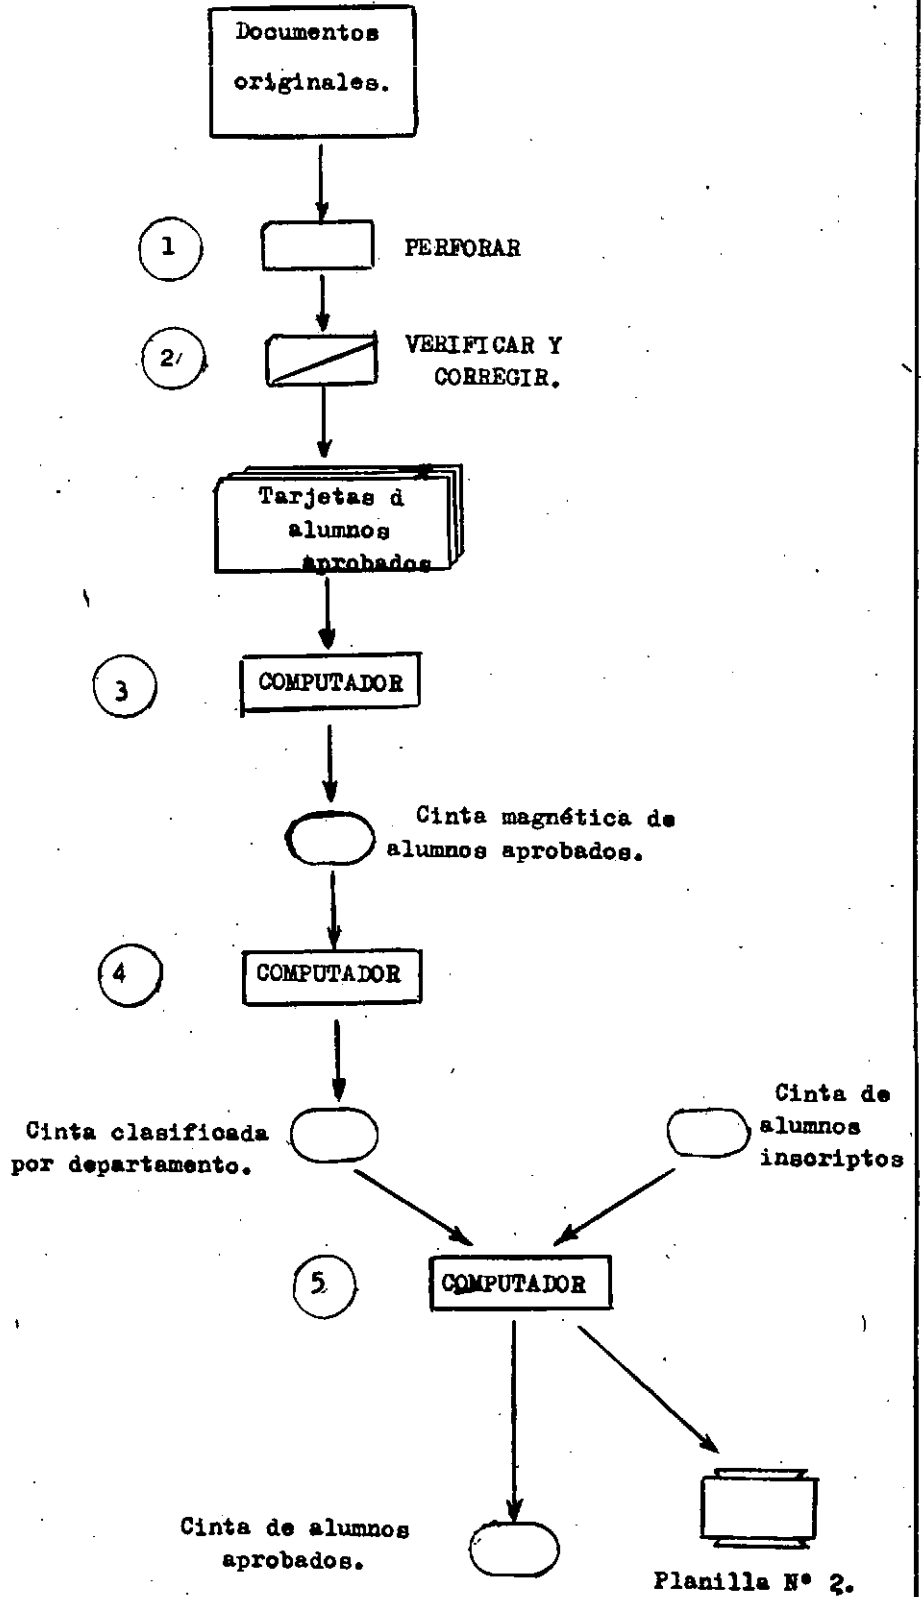 Documentos
originales.
1
PERFORAR
2
VERIFICAR Y
CORREGIR.
Tarjetas d
alumnos
aprobados
3
COMPUTADOR
Cinta magnética de
alumnos aprobados.
4
COMPUTADOR
Cinta clasificada
por departamento.
Cinta de
alumnos
inscriptos
5
COMPUTADOR
Cinta de alumnos
aprobados.
Planilla Nº 2.